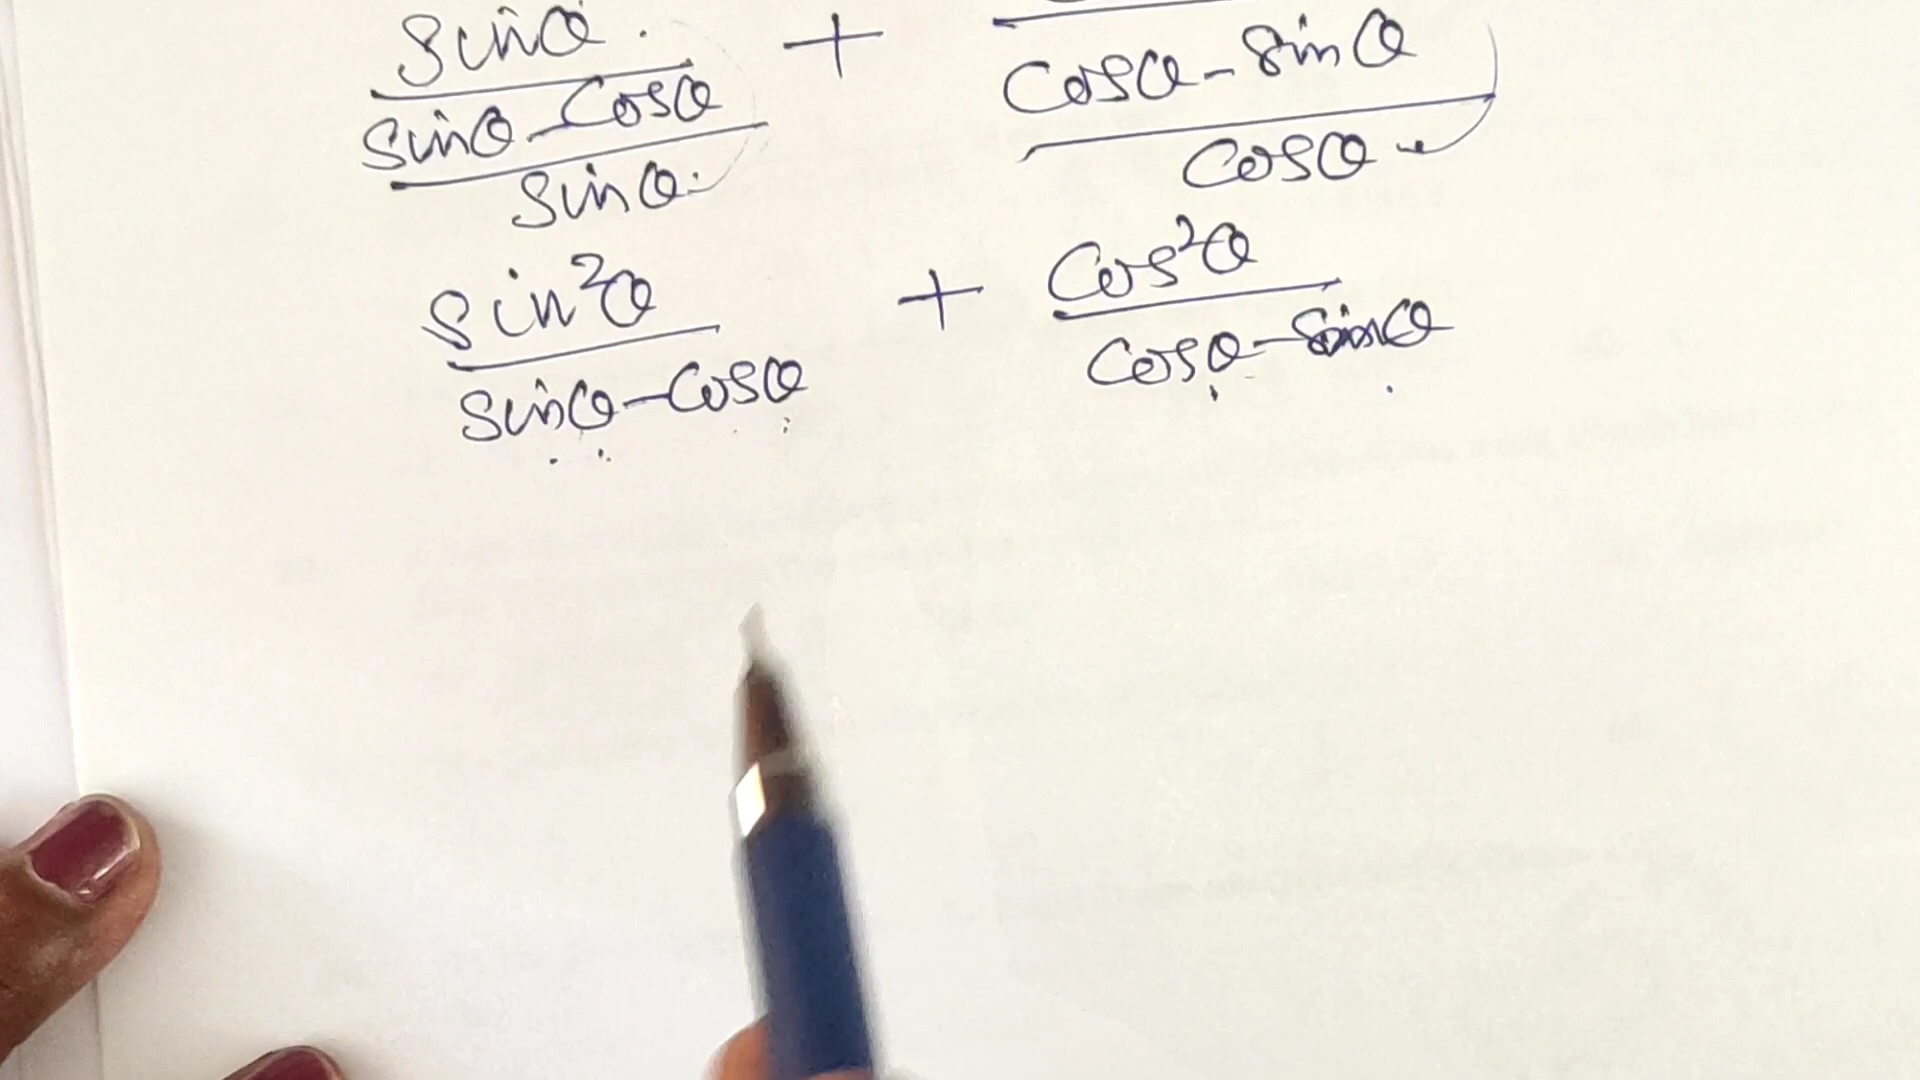 sinθ +
sinθ - cosθ cosθ - sinθ
sinθ cosθ
sin²θ + cos²θ
sinθ - cosθ cosθ - sinθ